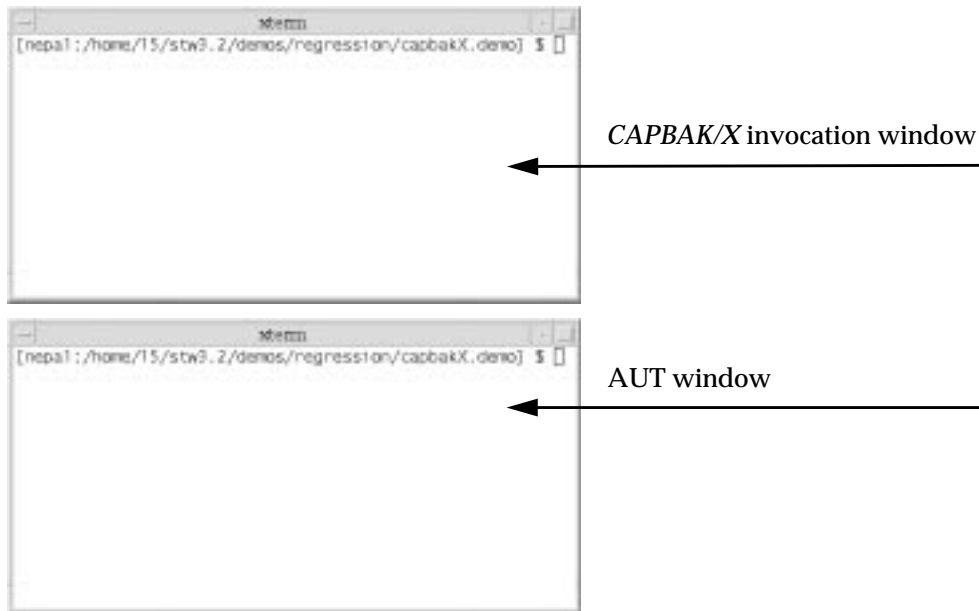 xterm
[nepal:/home/15/stw3.2/demos/regression/capbakX.demo] $
CAPBAK/X invocation window
xterm
[nepal:/home/15/stw3.2/demos/regression/capbakX.demo] $
AUT window